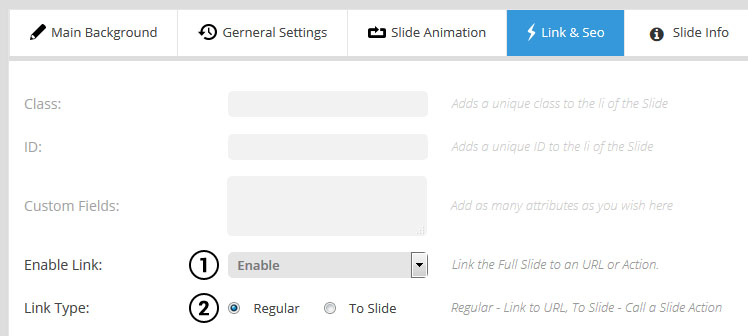 Main Background Gerneral Settings Slide Animation Link & Seo Slide Info
Class: Adds a unique class to the li of the Slide
ID: Adds a unique ID to the li of the Slide
Custom Fields: Add as many attributes as you wish here
Enable Link: 1 Enable Link the Full Slide to an URL or Action.
Link Type: 2 Regular To Slide Regular - Link to URL, To Slide - Call a Slide Action